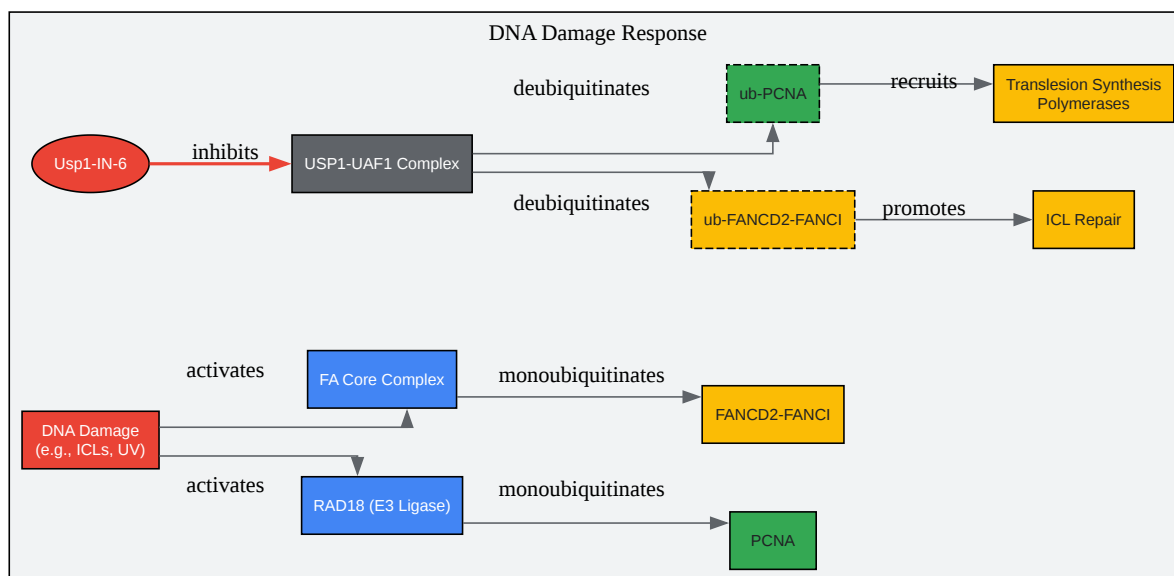 DNA Damage Response
deubiquitinates
ub-PCNA
recruits
Translesion Synthesis
Polymerases
Usp1-IN-6
inhibits
USP1-UAF1 Complex
deubiquitinates
ub-FANCD2-FANCI
promotes
ICL Repair
activates
FA Core Complex
monoubiquitinates
FANCD2-FANCI
DNA Damage
(e.g., ICLs, UV)
activates
RAD18 (E3 Ligase)
monoubiquitinates
PCNA